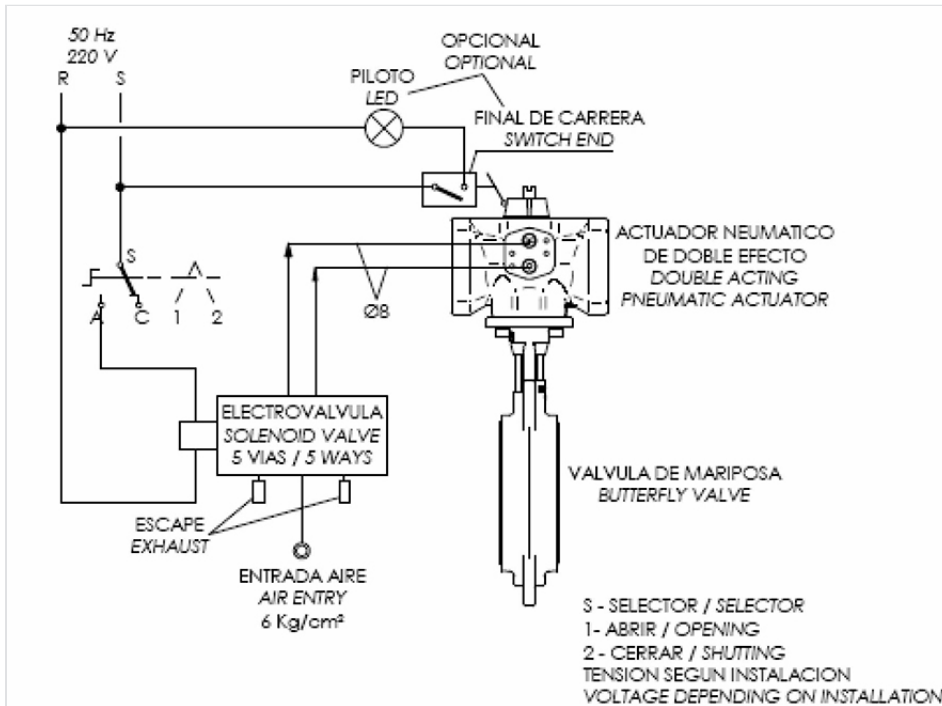 50 Hz
220 V
R S
OPCIONAL
OPTIONAL
PILOTO
LED
FINAL DE CARRERA
SWITCH END
ACTUADOR NEUMATICO
DE DOBLE EFECTO
DOUBLE ACTING
PNEUMATIC ACTUATOR
S
A C 1 2
Ø8
ELECTROVALVULA
SOLENOID VALVE
5 VIAS / 5 WAYS
ESCAPE
EXHAUST
ENTRADA AIRE
AIR ENTRY
6 Kg/cm²
VALVULA DE MARIPOSA
BUTTERFLY VALVE
S - SELECTOR / SELECTOR
1- ABRIR / OPENING
2 - CERRAR / SHUTTING
TENSION SEGUN INSTALACION
VOLTAGE DEPENDING ON INSTALLATION